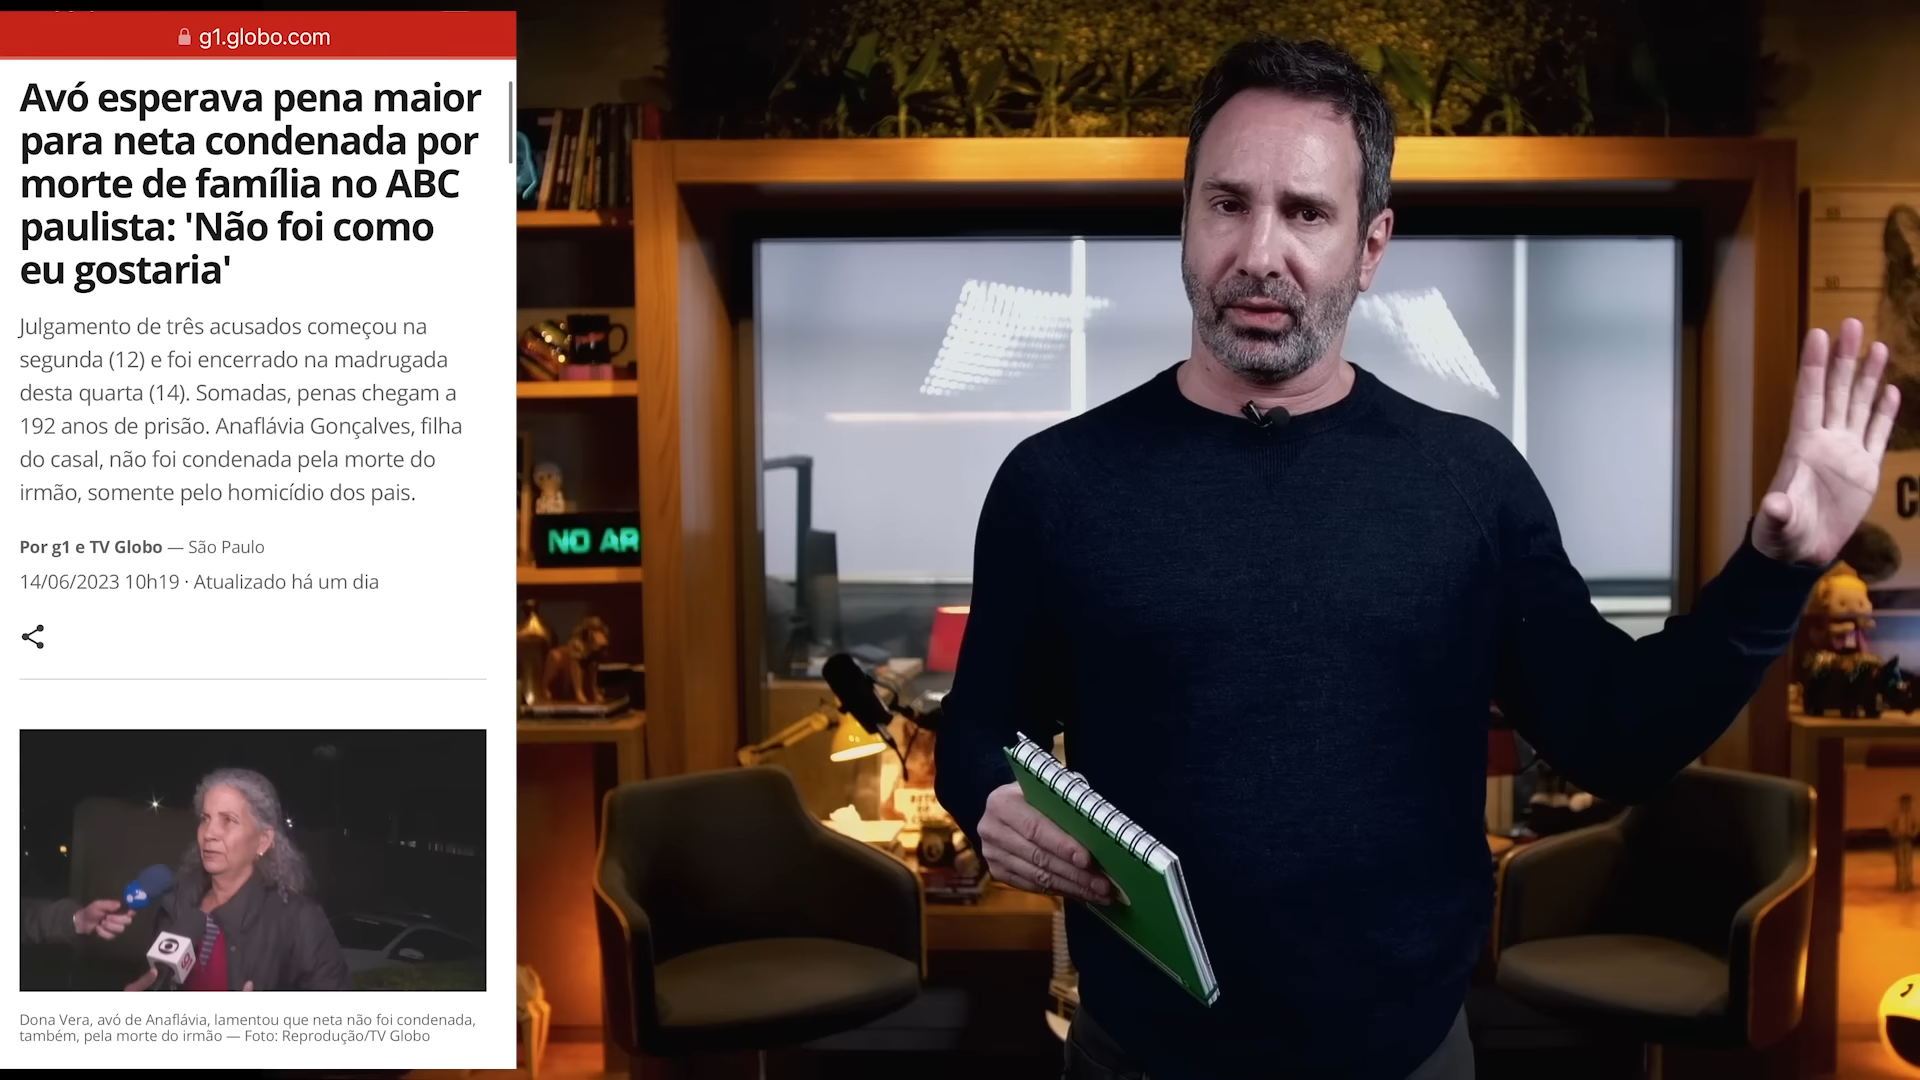 g1.globo.com
Avó esperava pena maior
para neta condenada por
morte de família no ABC
paulista: 'Não foi como
eu gostaria'
Julgamento de três acusados começou na
segunda (12) e foi encerrado na madrugada
desta quarta (14). Somadas, penas chegam a
192 anos de prisão. Anaflávia Gonçalves, filha
do casal, não foi condenada pela morte do
irmão, somente pelo homicídio dos pais.
Por g1 e TV Globo — São Paulo
14/06/2023 10h19 · Atualizado há um dia
Dona Vera, avó de Anaflávia, lamentou que neta não foi condenada,
também, pela morte do irmão — Foto: Reprodução/TV Globo
NO AR